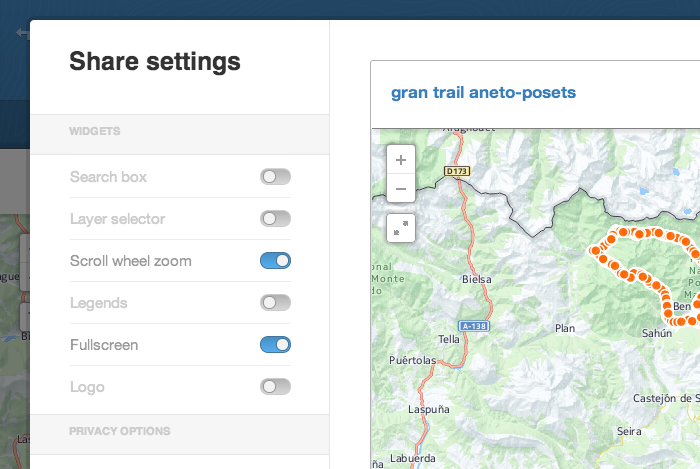 Share settings
WIDGETS
Search box
Layer selector
Scroll wheel zoom
Legends
Fullscreen
Logo
PRIVACY OPTIONS
gran trail aneto-posets
D173
Bielsa
A-138
Tella
Plan
Puértolas
Sahún
Ben
Laspuña
Castejón de S
Seira
Labuerda
onal
Monte
do